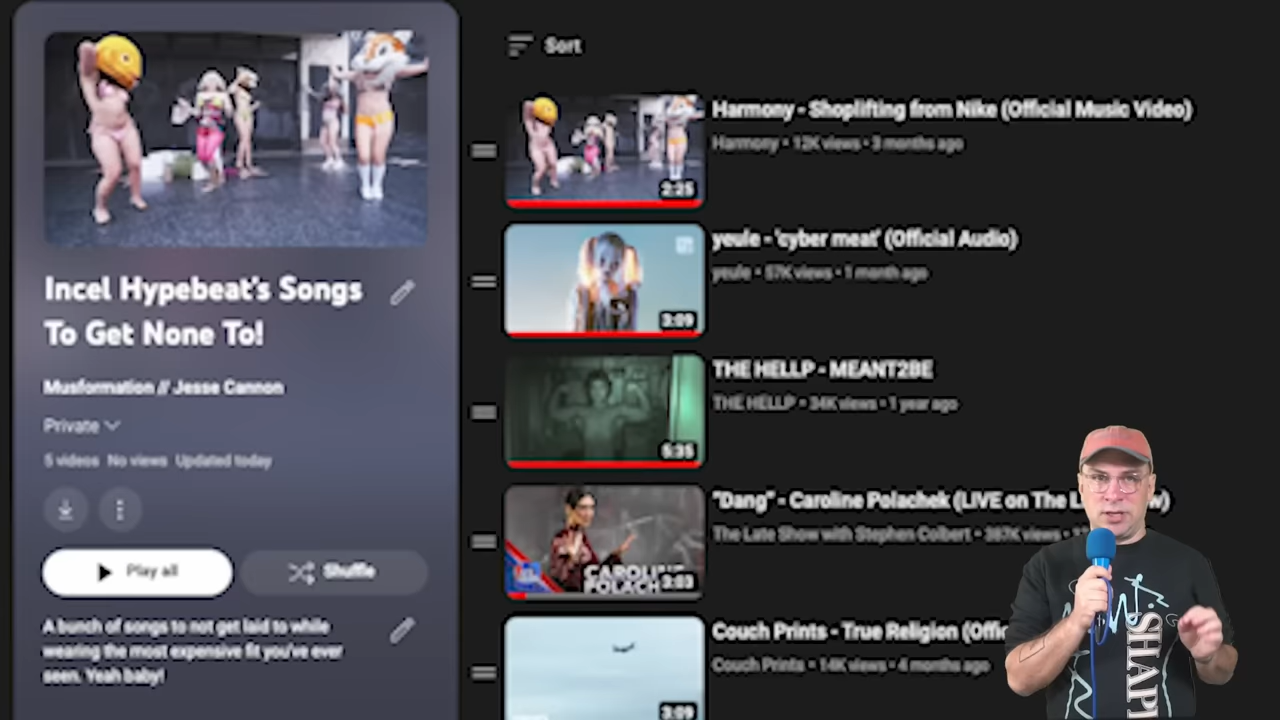 Incel Hypebeat's Songs
To Get None To!
Musformation // Jesse Cannon
Private
5 videos No views Updated today
Play all
Shuffle
A bunch of songs to not get laid to while
wearing the most expensive fit you've ever
seen. Yeah baby!
Sort
Harmony - Shoplifting from Nike (Official Music Video)
Harmony • 12K views • 3 months ago
2:25
yeule - 'cyber meat' (Official Audio)
yeule • 57K views • 1 month ago
3:09
THE HELLP - MEANT2BE
THE HELLP • 34K views • 1 year ago
5:35
"Dang" - Caroline Polachek (LIVE on The L w)
The Late Show with Stephen Colbert • 387K views •
CAROLINE
POLACH
3:03
Couch Prints - True Religion (Offic
Couch Prints • 14K views • 4 months ago
3:09
SHAPE